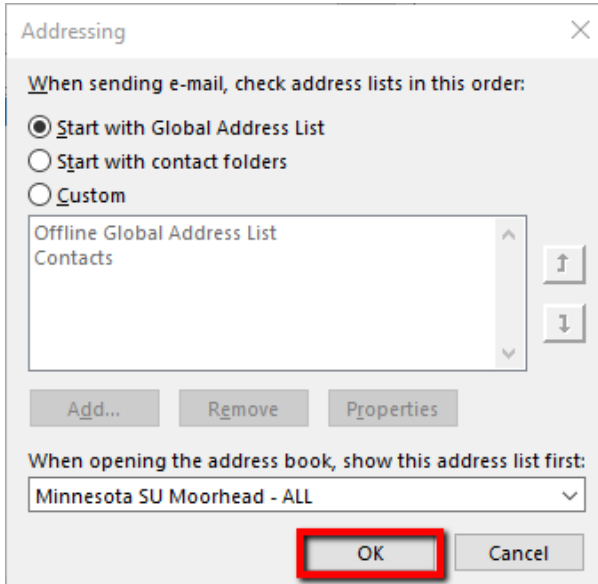 Addressing
When sending e-mail, check address lists in this order:
Start with Global Address List
Start with contact folders
Custom
Offline Global Address List
Contacts
Add...
Remove
Properties
When opening the address book, show this address list first:
Minnesota SU Moorhead - ALL
OK
Cancel